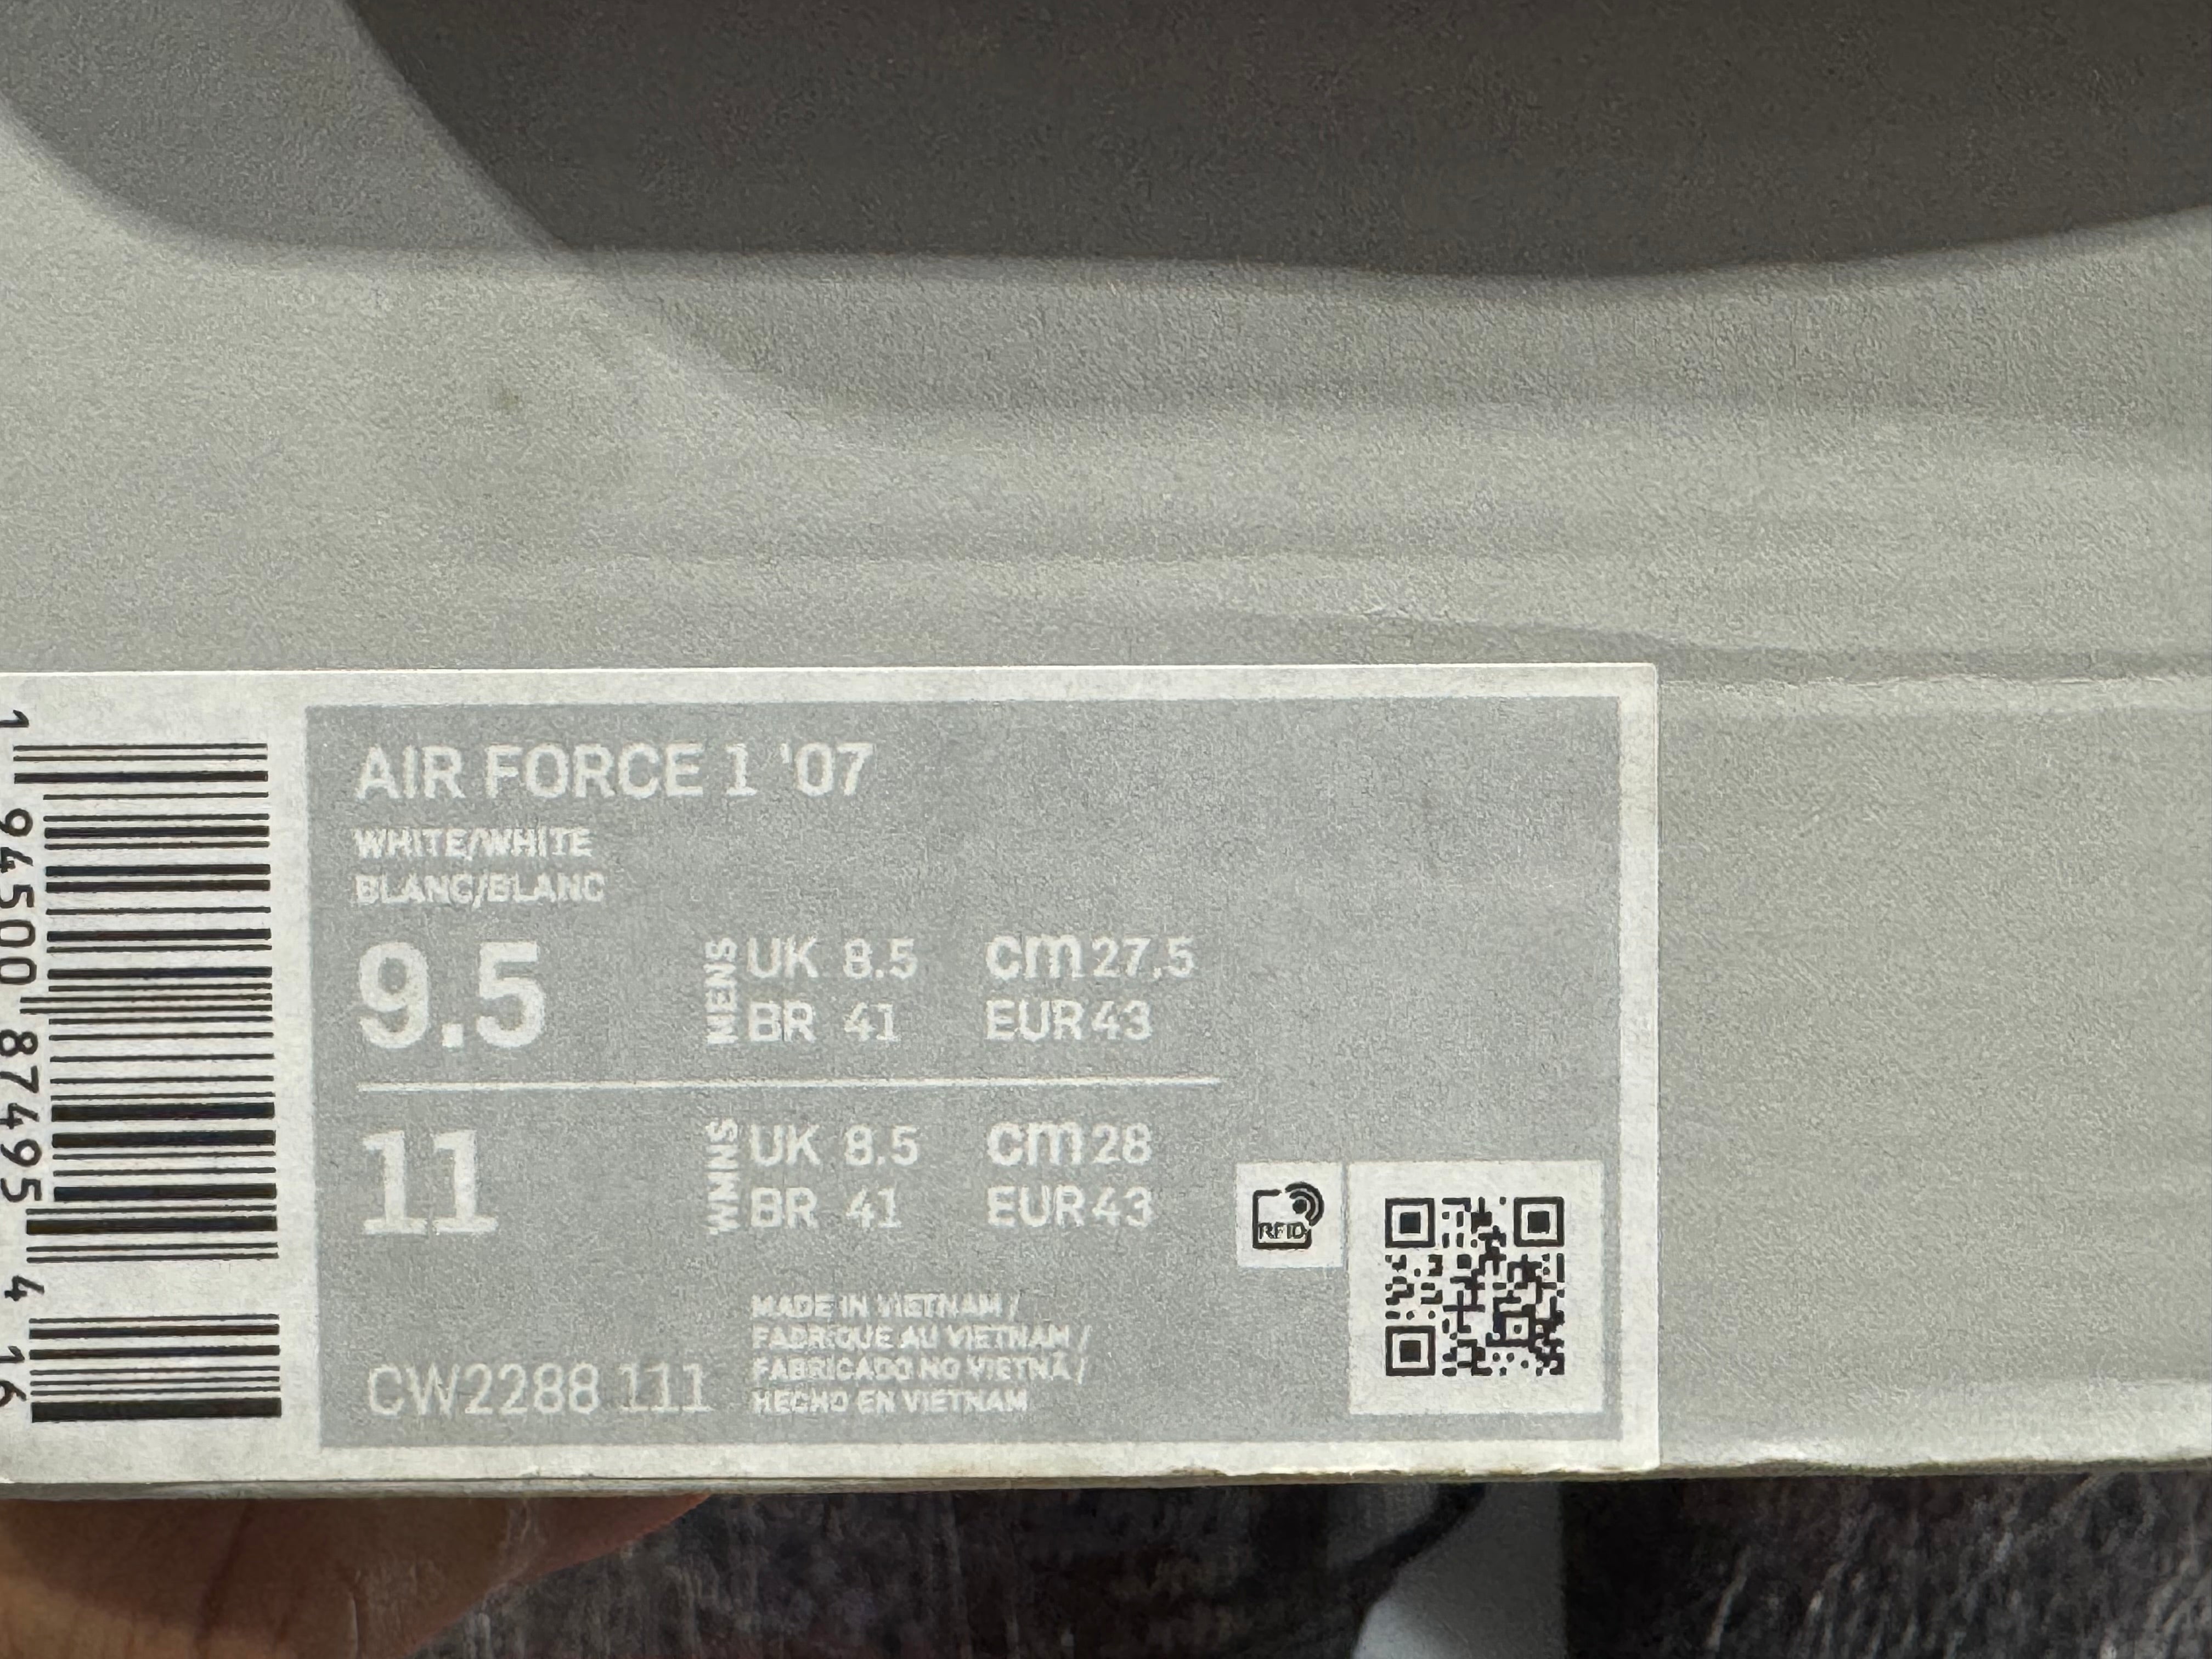 AIR FORCE 1 '07
WHITE/WHITE
BLANC/BLANC
9.5 MENS UK 8.5 cm 27,5
BR 41 EUR 43
11 WMNS UK 8.5 cm 28
BR 41 EUR 43
RFID
MADE IN VIETNAM /
FABRIQUE AU VIETNAM /
FABRICADO NO VIETNÃ /
HECHO EN VIETNAM
CW2288 111
1 94500 87495 4 16